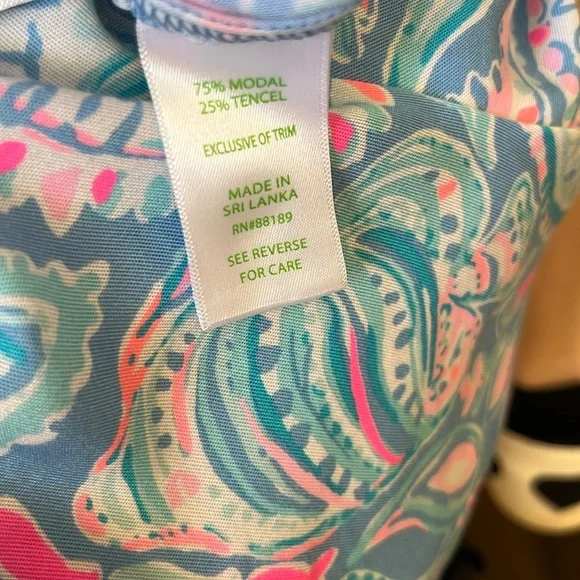 75% MODAL
25% TENCEL
EXCLUSIVE OF TRIM
MADE IN
SRI LANKA
RN#88189
SEE REVERSE
FOR CARE